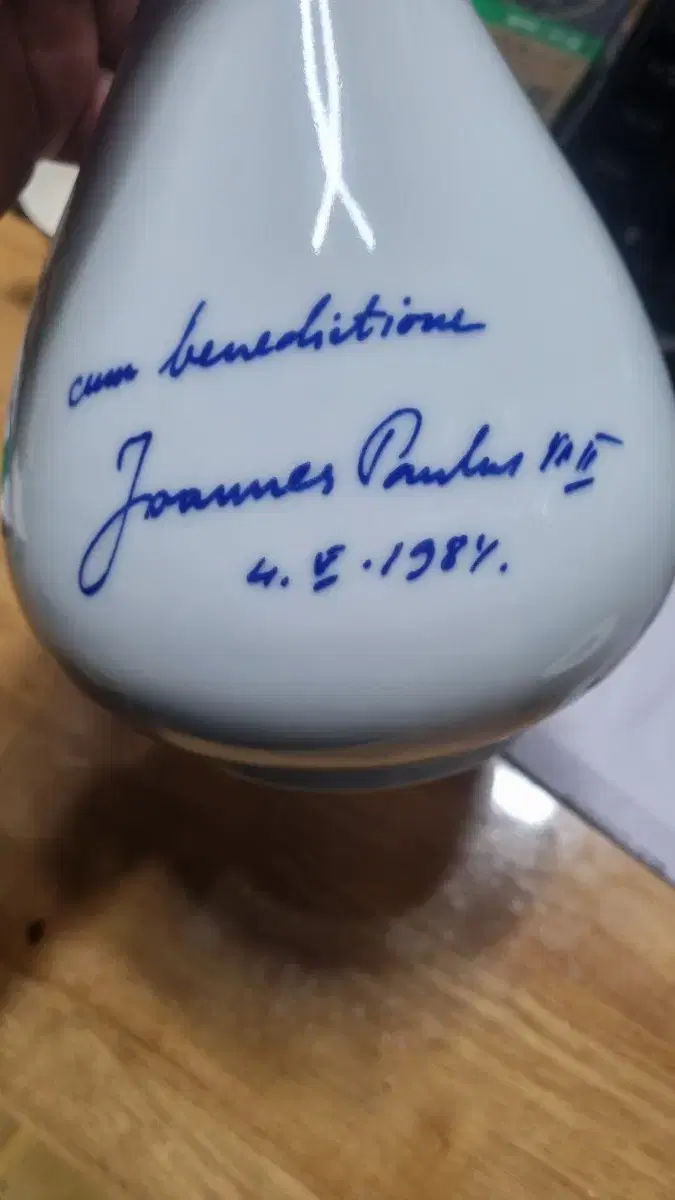 cum benedictione
Joannes Paulus PP II
4. V. 1984.